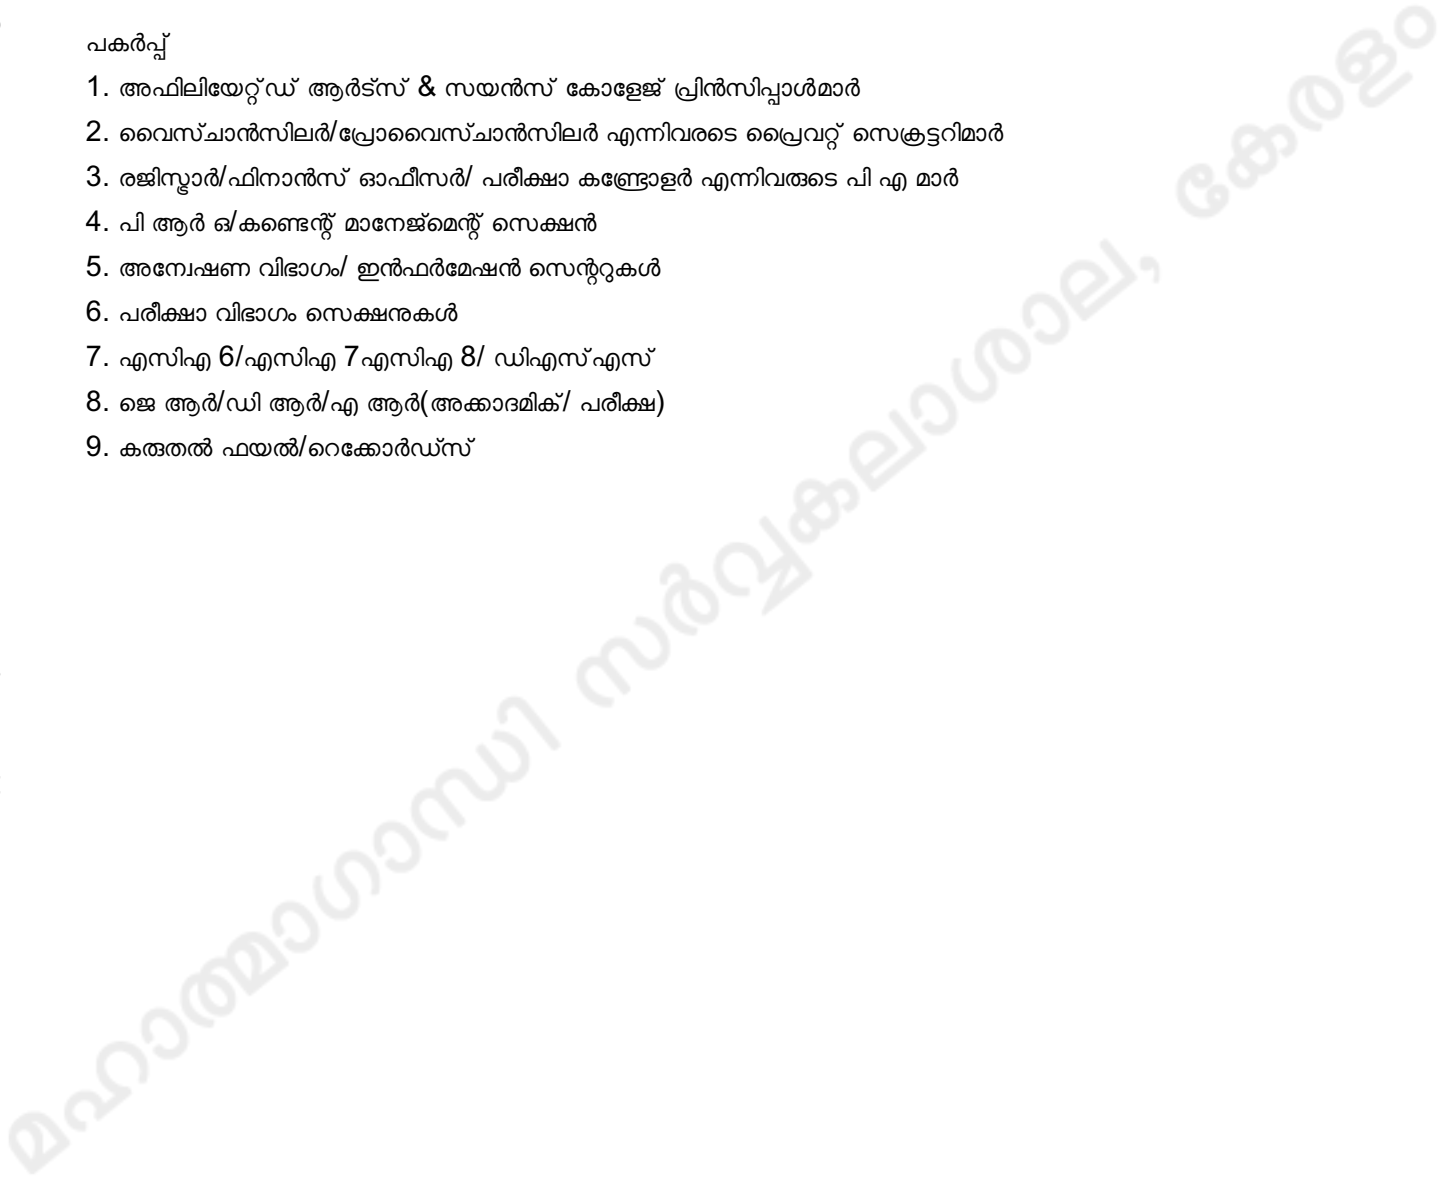 പകർപ്പ്
1. അഫിലിയേറ്റ്ഡ് ആർട്സ് & സയൻസ് കോളേജ് പ്രിൻസിപ്പാൾമാർ
2. വൈസ്ചാൻസിലർ/പ്രോവൈസ്ചാൻസിലർ എന്നിവരടെ പ്രൈവറ്റ് സെക്രട്ടറിമാർ
3. രജിസ്ട്രാർ/ഫിനാൻസ് ഓഫീസർ/ പരീക്ഷാ കണ്ട്രോളർ എന്നിവരുടെ പി എ മാർ
4. പി ആർ ഒ/കണ്ടെന്റ് മാനേജ്മെന്റ് സെക്ഷൻ
5. അന്വേഷണ വിഭാഗം/ ഇൻഫർമേഷൻ സെന്ററുകൾ
6. പരീക്ഷാ വിഭാഗം സെക്ഷനുകൾ
7. എസിഎ 6/എസിഎ 7എസിഎ 8/ ഡിഎസ്എസ്
8. ജെ ആർ/ഡി ആർ/എ ആർ(അക്കാദമിക്/ പരീക്ഷ)
9. കരുതൽ ഫയൽ/റെക്കോർഡ്സ്
മഹാത്മാഗാന്ധി സർവ്വകലാശാല, കേരളം